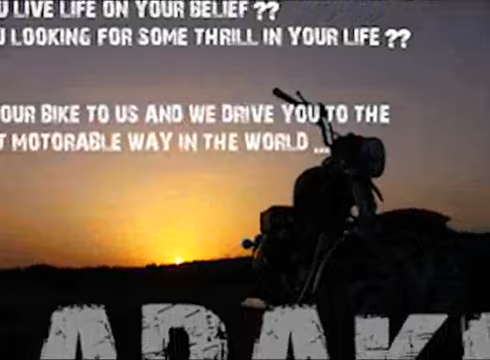 U LIVE LIFE ON YOUR BELIEF ??
U LOOKING FOR SOME THRILL IN YOUR LIFE ??
OUR BIKE TO US AND WE DRIVE YOU TO THE
T MOTORABLE WAY IN THE WORLD ...
ADAK